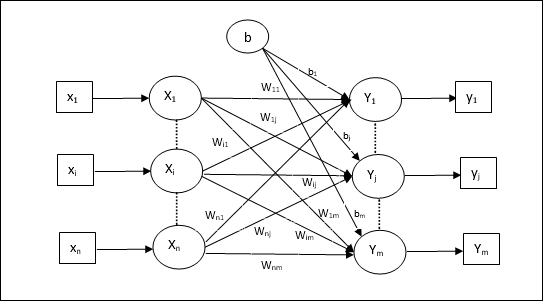 b
b₁
x₁ X₁ W₁₁ Y₁ y₁
W₁ⱼ
bⱼ
Wᵢ₁
xᵢ Xᵢ Wᵢⱼ Yⱼ yⱼ
Wₙ₁ W₁ₘ bₘ
Wₙⱼ Wᵢₘ
xₙ Xₙ Yₘ Yₘ
Wₙₘ